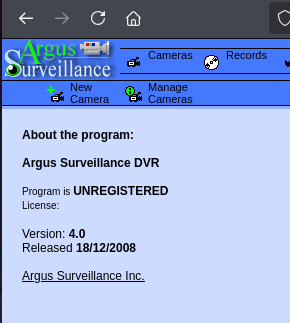 Argus
Surveillance
Cameras
Records
New
Camera
Manage
Cameras
About the program:
Argus Surveillance DVR
Program is UNREGISTERED
License:
Version: 4.0
Released 18/12/2008
Argus Surveillance Inc.